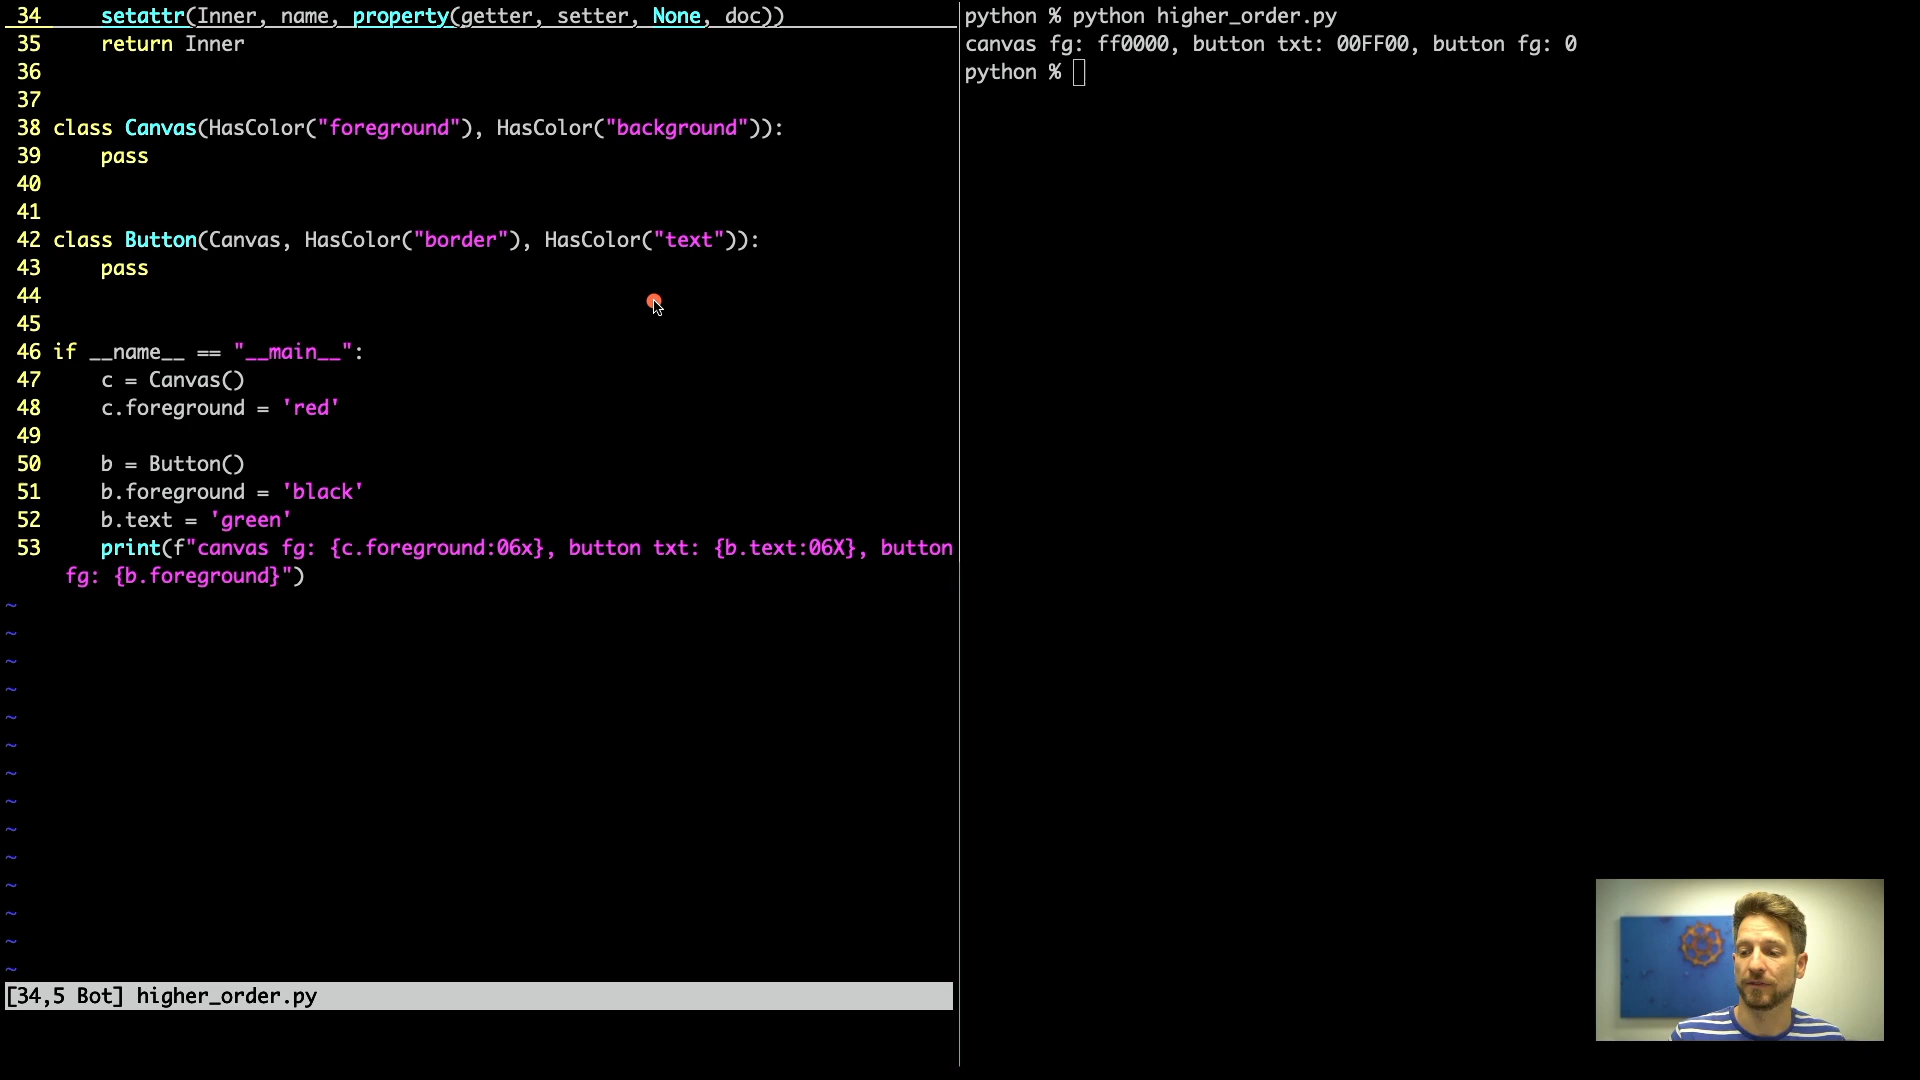 34     setattr(Inner, name, property(getter, setter, None, doc))
35     return Inner
36
37
38 class Canvas(HasColor("foreground"), HasColor("background")):
39     pass
40
41
42 class Button(Canvas, HasColor("border"), HasColor("text")):
43     pass
44
45
46 if __name__ == "__main__":
47     c = Canvas()
48     c.foreground = 'red'
49
50     b = Button()
51     b.foreground = 'black'
52     b.text = 'green'
53     print(f"canvas fg: {c.foreground:06x}, button txt: {b.text:06X}, button
fg: {b.foreground}")
~
~
~
~
~
~
~
~
~
~
~
~
~
~
[34,5 Bot] higher_order.py
python % python higher_order.py
canvas fg: ff0000, button txt: 00FF00, button fg: 0
python %